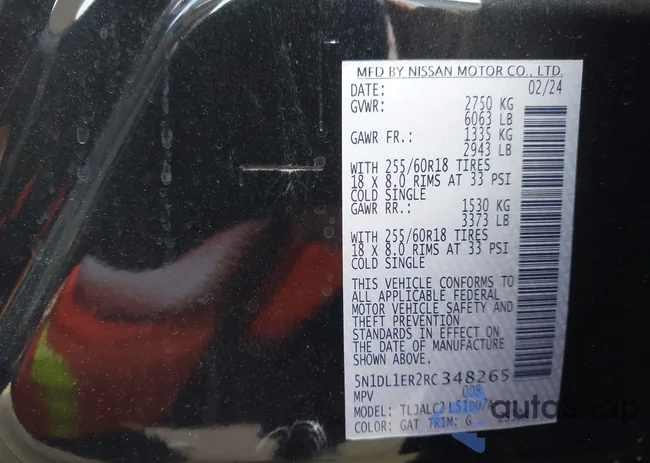 MFD BY NISSAN MOTOR CO., LTD.
DATE: 02/24
GVWR: 2750 KG
6063 LB
GAWR FR.: 1335 KG
2943 LB
WITH 255/60R18 TIRES
18 X 8.0 RIMS AT 33 PSI
COLD SINGLE
GAWR RR.: 1530 KG
3373 LB
WITH 255/60R18 TIRES
18 X 8.0 RIMS AT 33 PSI
COLD SINGLE
THIS VEHICLE CONFORMS TO
ALL APPLICABLE FEDERAL
MOTOR VEHICLE SAFETY AND
THEFT PREVENTION
STANDARDS IN EFFECT ON
THE DATE OF MANUFACTURE
SHOWN ABOVE.
5N1DL1ER2RC348265
MPV 008
MODEL:
COLOR: GAT TRIM: G
autoShop